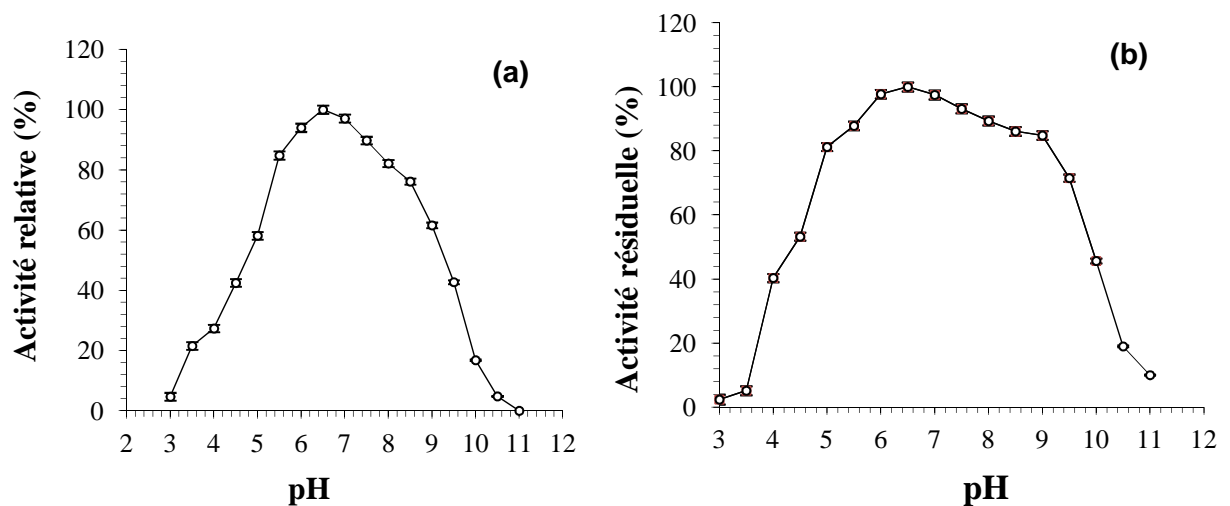 (a)
Activité relative (%)
120
100
80
60
40
20
0
2 3 4 5 6 7 8 9 10 11 12
pH
(b)
Activité résiduelle (%)
120
100
80
60
40
20
0
3 4 5 6 7 8 9 10 11 12
pH